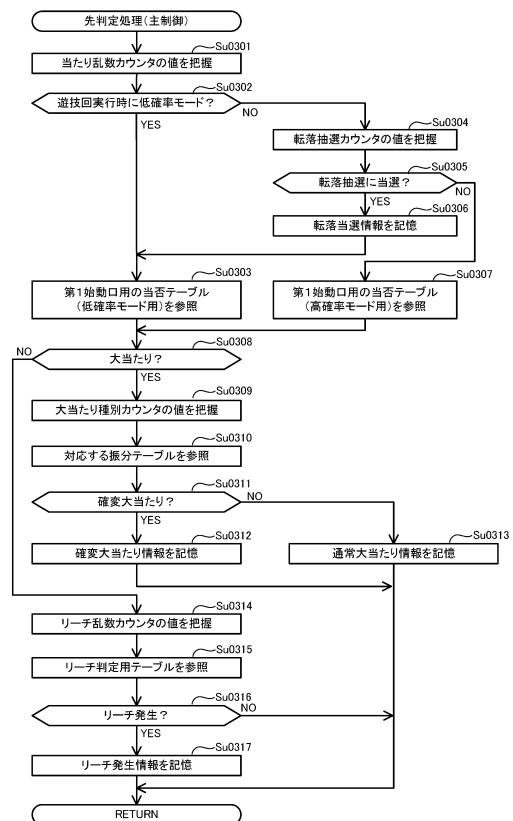 先判定処理(主制御)
Su0301
当たり乱数カウンタの値を把握
Su0302
遊技回実行時に低確率モード?
NO
YES
Su0304
転落抽選カウンタの値を把握
Su0305
転落抽選に当選?
NO
YES
Su0306
転落当選情報を記憶
Su0303
第1始動口用の当否テーブル
(低確率モード用)を参照
Su0307
第1始動口用の当否テーブル
(高確率モード用)を参照
Su0308
NO
大当たり?
YES
Su0309
大当たり種別カウンタの値を把握
Su0310
対応する振分テーブルを参照
Su0311
確変大当たり?
NO
YES
Su0312
確変大当たり情報を記憶
Su0313
通常大当たり情報を記憶
Su0314
リーチ乱数カウンタの値を把握
Su0315
リーチ判定用テーブルを参照
Su0316
リーチ発生?
NO
YES
Su0317
リーチ発生情報を記憶
RETURN